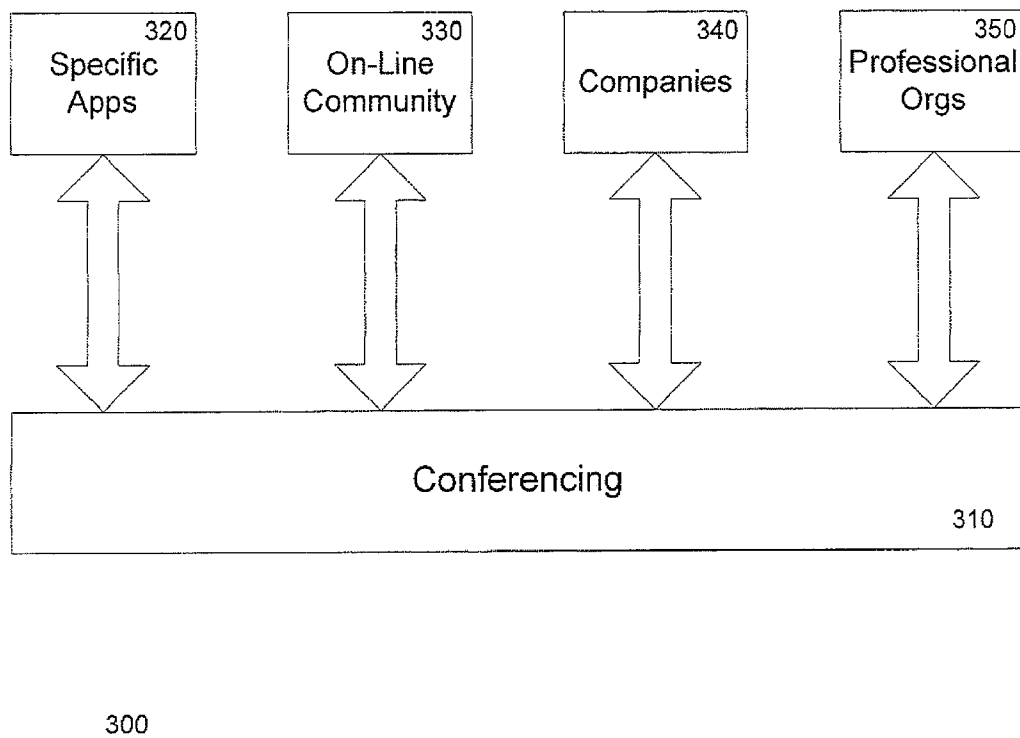 320
Specific
Apps
330
On-Line
Community
340
Companies
350
Professional
Orgs
Conferencing
310
300